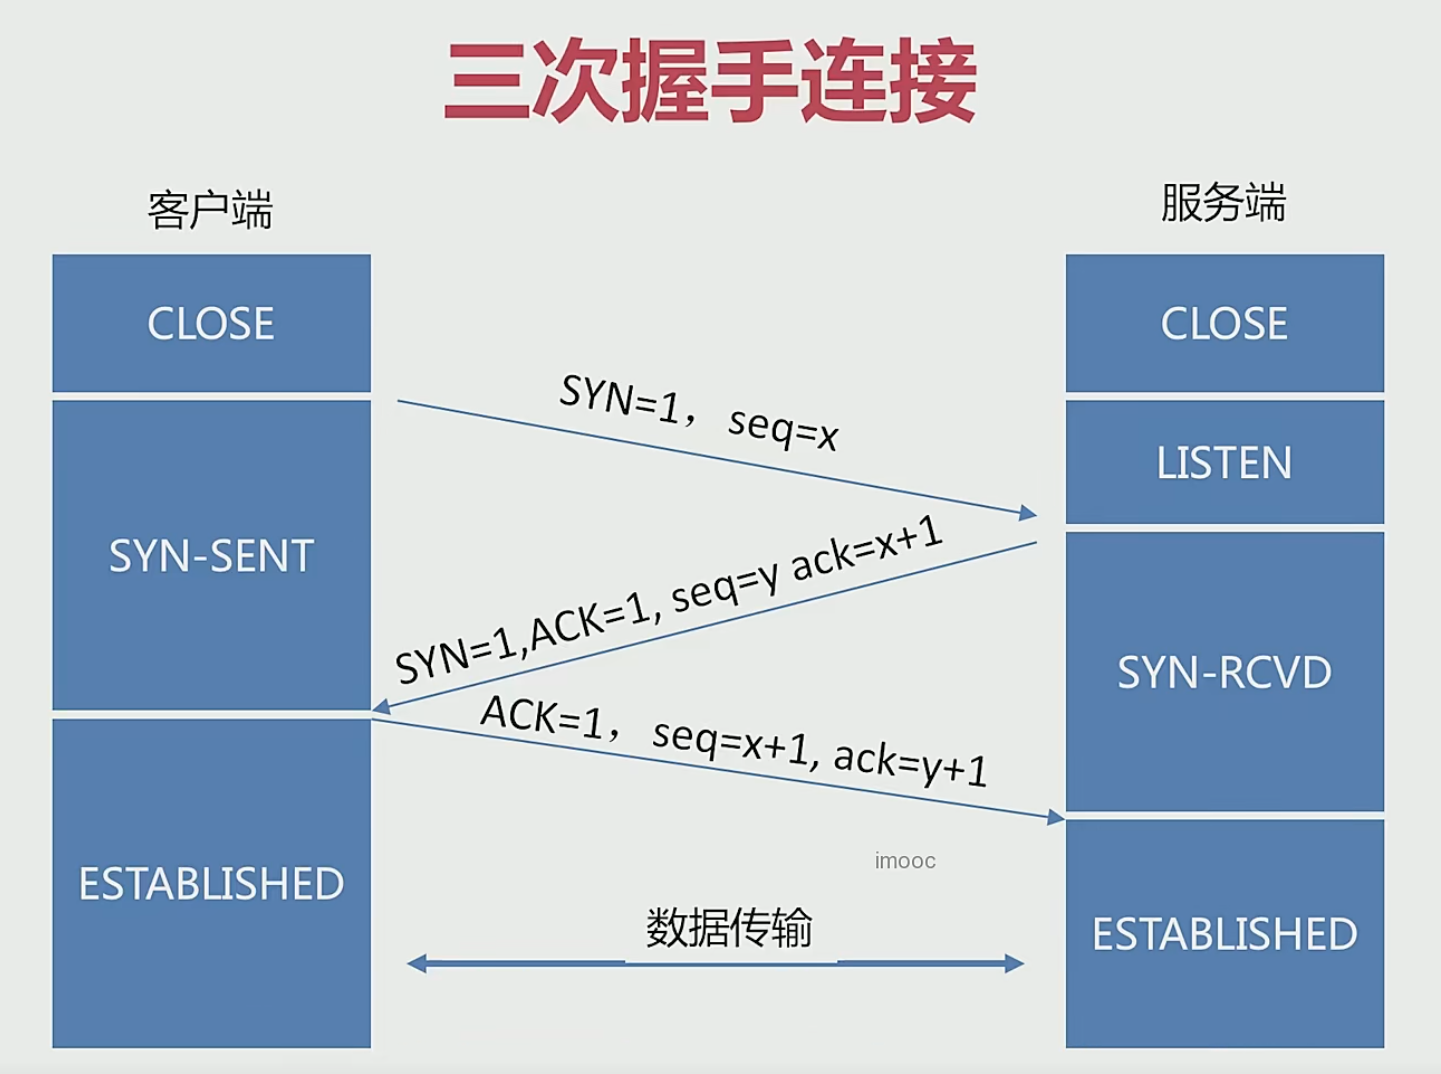 三次握手连接
客户端
服务端
CLOSE
CLOSE
SYN=1，seq=x
LISTEN
SYN-SENT
SYN=1,ACK=1, seq=y ack=x+1
SYN-RCVD
ACK=1，seq=x+1, ack=y+1
imooc
ESTABLISHED
数据传输
ESTABLISHED